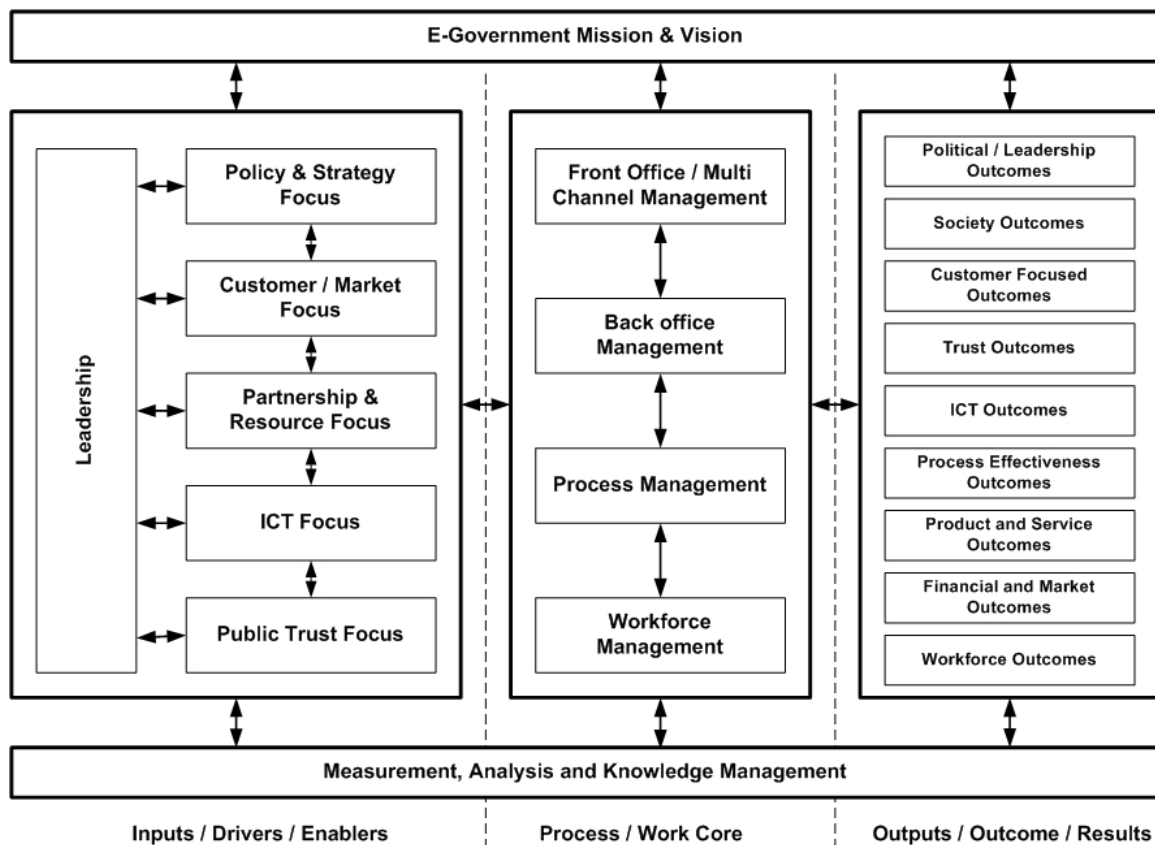 E-Government Mission & Vision
Leadership
Policy & Strategy
Focus
Customer / Market
Focus
Partnership &
Resource Focus
ICT Focus
Public Trust Focus
Front Office / Multi
Channel Management
Back office
Management
Process Management
Workforce
Management
Political / Leadership
Outcomes
Society Outcomes
Customer Focused
Outcomes
Trust Outcomes
ICT Outcomes
Process Effectiveness
Outcomes
Product and Service
Outcomes
Financial and Market
Outcomes
Workforce Outcomes
Measurement, Analysis and Knowledge Management
Inputs / Drivers / Enablers
Process / Work Core
Outputs / Outcome / Results